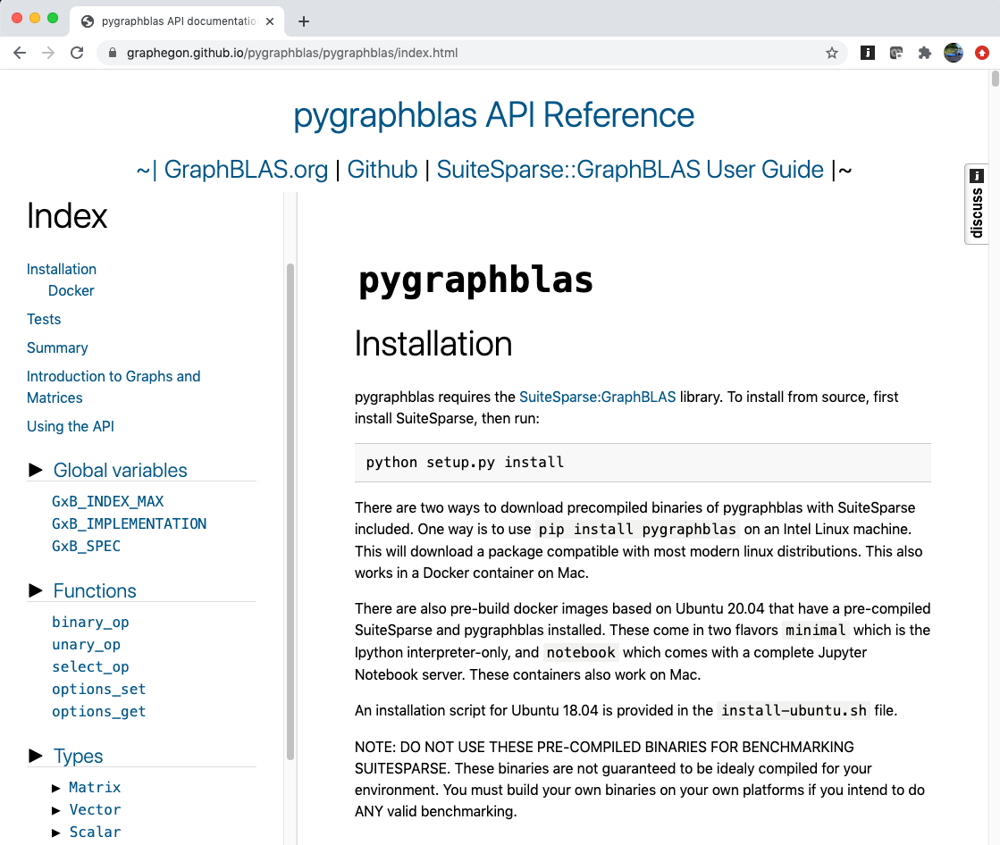 pygraphblas API documentatio
graphegon.github.io/pygraphblas/pygraphblas/index.html
pygraphblas API Reference
~| GraphBLAS.org | Github | SuiteSparse::GraphBLAS User Guide |~
discuss
Index
Installation
Docker
Tests
Summary
Introduction to Graphs and
Matrices
Using the API
▶ Global variables
GxB_INDEX_MAX
GxB_IMPLEMENTATION
GxB_SPEC
▶ Functions
binary_op
unary_op
select_op
options_set
options_get
▶ Types
▶ Matrix
▶ Vector
▶ Scalar
pygraphblas
Installation
pygraphblas requires the SuiteSparse:GraphBLAS library. To install from source, first
install SuiteSparse, then run:
python setup.py install
There are two ways to download precompiled binaries of pygraphblas with SuiteSparse
included. One way is to use pip install pygraphblas on an Intel Linux machine.
This will download a package compatible with most modern linux distributions. This also
works in a Docker container on Mac.
There are also pre-build docker images based on Ubuntu 20.04 that have a pre-compiled
SuiteSparse and pygraphblas installed. These come in two flavors minimal which is the
Ipython interpreter-only, and notebook which comes with a complete Jupyter
Notebook server. These containers also work on Mac.
An installation script for Ubuntu 18.04 is provided in the install-ubuntu.sh file.
NOTE: DO NOT USE THESE PRE-COMPILED BINARIES FOR BENCHMARKING
SUITESPARSE. These binaries are not guaranteed to be idealy compiled for your
environment. You must build your own binaries on your own platforms if you intend to do
ANY valid benchmarking.